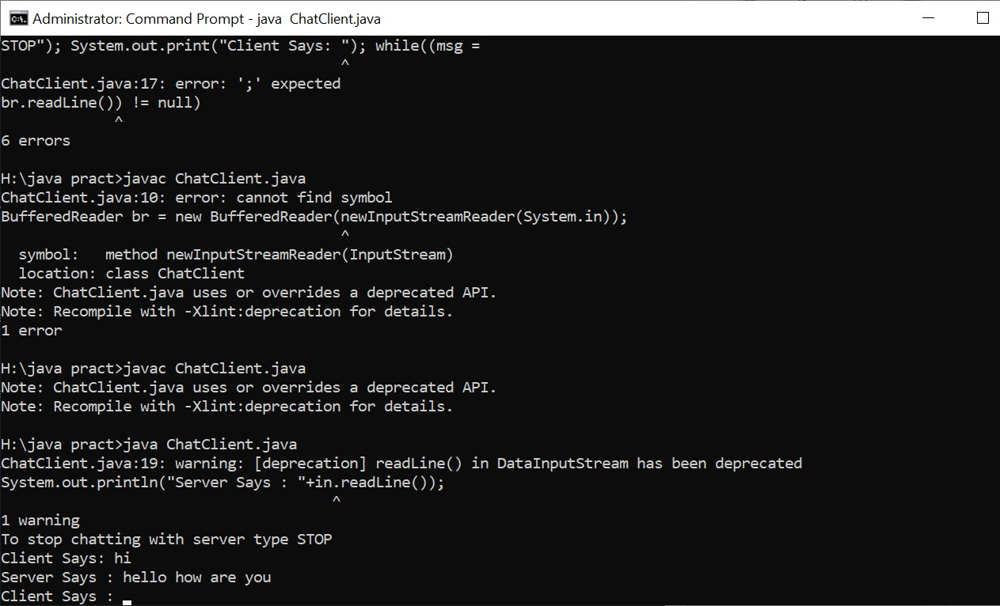 Administrator: Command Prompt - java  ChatClient.java
STOP"); System.out.print("Client Says: "); while((msg =
                                       ^
ChatClient.java:17: error: ';' expected
br.readLine()) != null)
             ^
6 errors
H:\java pract>javac ChatClient.java
ChatClient.java:10: error: cannot find symbol
BufferedReader br = new BufferedReader(newInputStreamReader(System.in));
                                       ^
  symbol:   method newInputStreamReader(InputStream)
  location: class ChatClient
Note: ChatClient.java uses or overrides a deprecated API.
Note: Recompile with -Xlint:deprecation for details.
1 error
H:\java pract>javac ChatClient.java
Note: ChatClient.java uses or overrides a deprecated API.
Note: Recompile with -Xlint:deprecation for details.
H:\java pract>java ChatClient.java
ChatClient.java:19: warning: [deprecation] readLine() in DataInputStream has been deprecated
System.out.println("Server Says : "+in.readLine());
                                      ^
1 warning
To stop chatting with server type STOP
Client Says: hi
Server Says : hello how are you
Client Says :